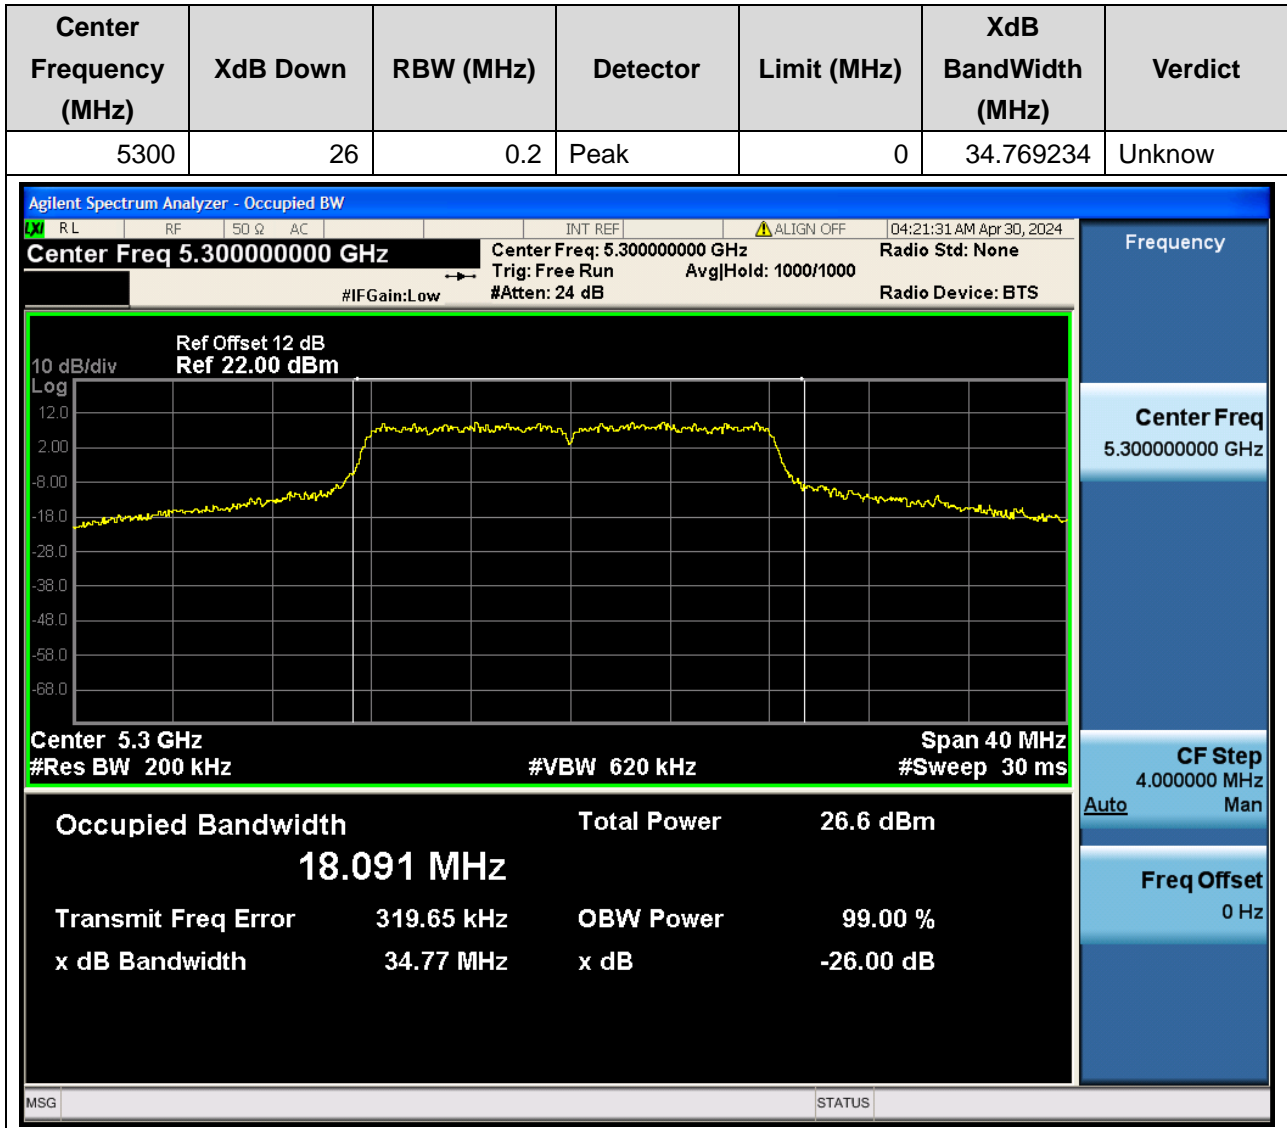 Center Frequency (MHz) XdB Down RBW (MHz) Detector Limit (MHz) XdB BandWidth (MHz) Verdict
5300 26 0.2 Peak 0 34.769234 Unknow
Agilent Spectrum Analyzer - Occupied BW
LXI RL RF 50 Ω AC INT REF ALIGN OFF 04:21:31 AM Apr 30, 2024
Center Freq 5.300000000 GHz
Center Freq: 5.300000000 GHz Radio Std: None
Trig: Free Run Avg|Hold: 1000/1000
#IFGain:Low #Atten: 24 dB Radio Device: BTS
Ref Offset 12 dB
10 dB/div Ref 22.00 dBm
Log
12.0
2.00
-8.00
-18.0
-28.0
-38.0
-48.0
-58.0
-68.0
Center 5.3 GHz Span 40 MHz
#Res BW 200 kHz #VBW 620 kHz #Sweep 30 ms
Occupied Bandwidth Total Power 26.6 dBm
18.091 MHz
Transmit Freq Error 319.65 kHz OBW Power 99.00 %
x dB Bandwidth 34.77 MHz x dB -26.00 dB
Frequency
Center Freq
5.300000000 GHz
CF Step
4.000000 MHz
Auto Man
Freq Offset
0 Hz
MSG STATUS